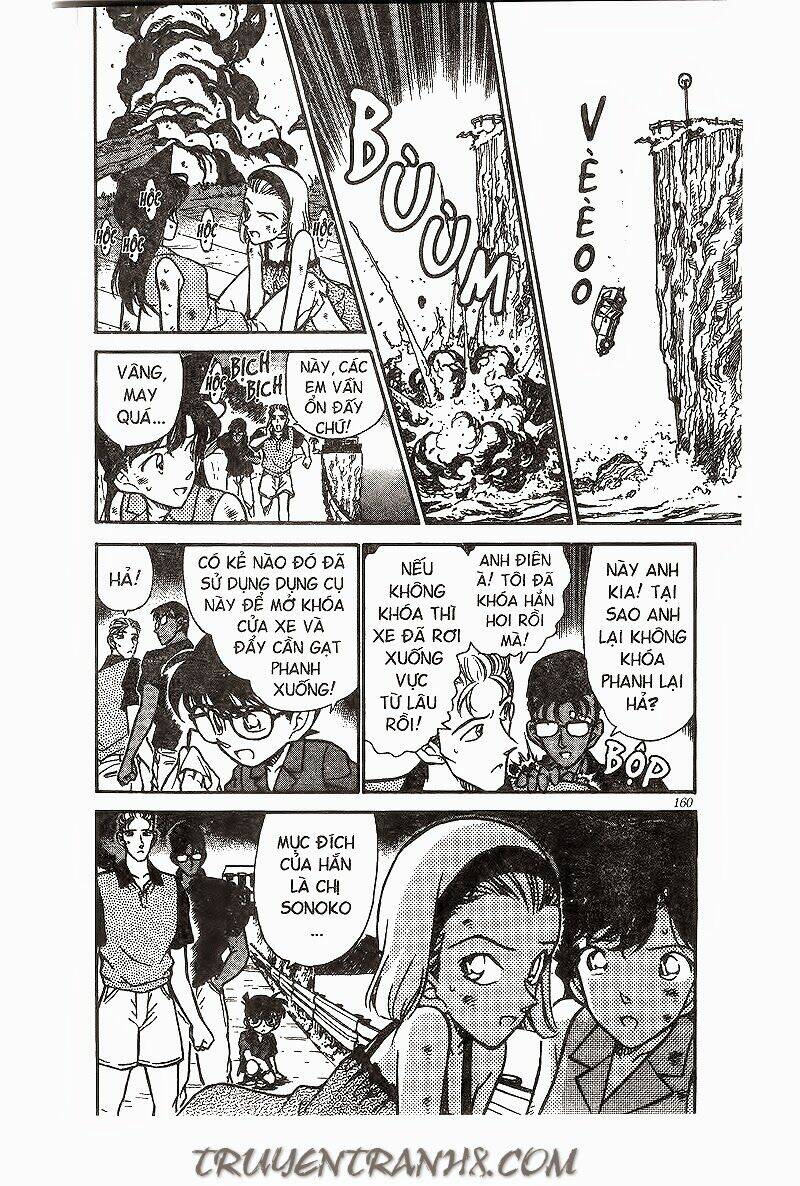 VÈÈOO
BÙÙM
HỘC
HỘC
HỘC
HỘC
NÀY, CÁC
EM VẪN
ỔN ĐẤY
CHỨ!
BỊCH
BỊCH
HỘC
VÂNG,
MAY
QUÁ...
NÀY ANH
KIA! TẠI
SAO ANH
LẠI KHÔNG
KHÓA
PHANH LẠI
HẢ?
ANH ĐIÊN
À! TÔI ĐÃ
KHÓA HẲN
HOI RỒI
MÀ!
BỘP
NẾU
KHÔNG
KHÓA THÌ
XE ĐÃ RƠI
XUỐNG
VỰC
TỪ LÂU
RỒI!
CÓ KẺ NÀO ĐÓ ĐÃ
SỬ DỤNG DỤNG CỤ
NÀY ĐỂ MỞ KHÓA
CỬA XE VÀ
ĐẨY CẦN GẠT
PHANH
XUỐNG!
HẢ!
160
MỤC ĐÍCH
CỦA HẮN
LÀ CHỊ
SONOKO
...
TRUYENTRANH8.COM